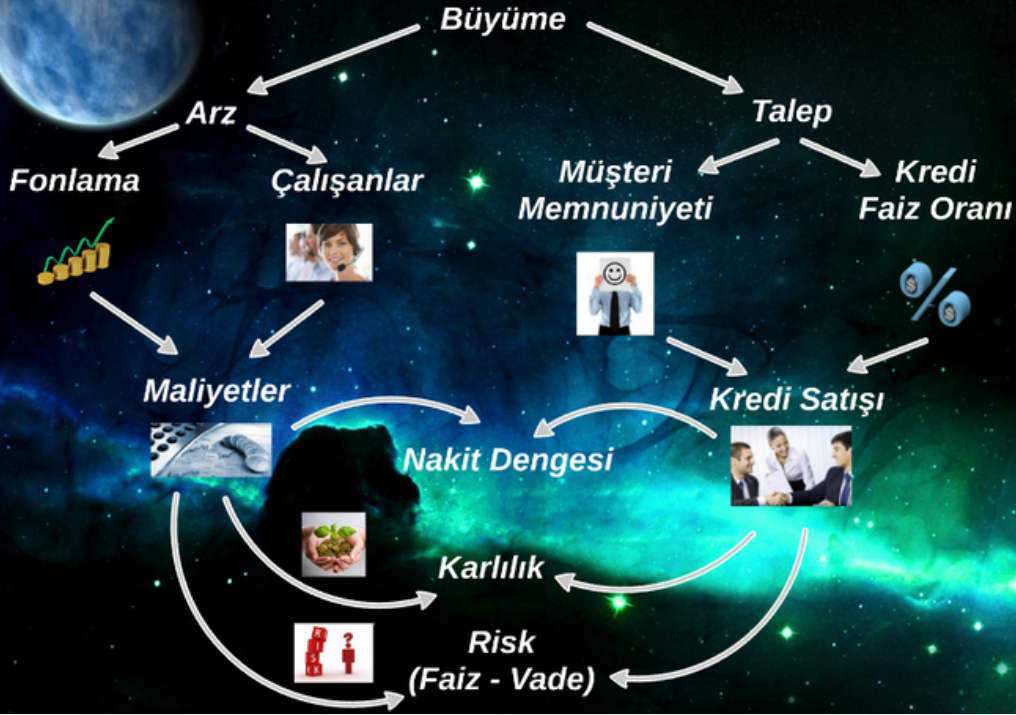 Büyüme
Arz
Talep
Fonlama
Çalışanlar
Müşteri
Memnuniyeti
Kredi
Faiz Oranı
Maliyetler
Kredi Satışı
Nakit Dengesi
Karlılık
RISK
?
Risk
(Faiz - Vade)